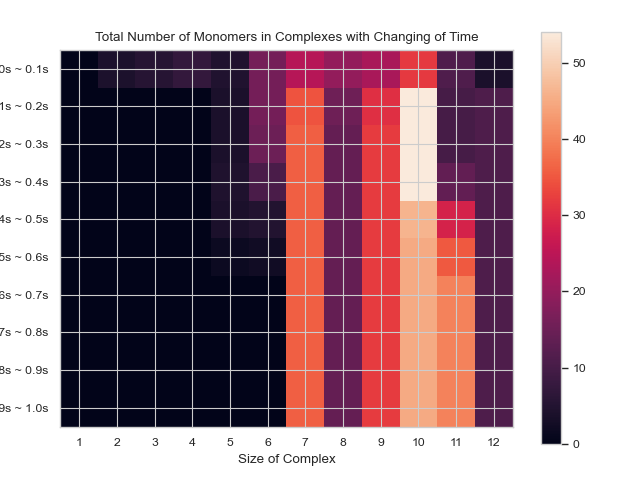 Total Number of Monomers in Complexes with Changing of Time
0s ~ 0.1s
1s ~ 0.2s
2s ~ 0.3s
3s ~ 0.4s
4s ~ 0.5s
5s ~ 0.6s
6s ~ 0.7s
7s ~ 0.8s
8s ~ 0.9s
9s ~ 1.0s
1 2 3 4 5 6 7 8 9 10 11 12
Size of Complex
50
40
30
20
10
0